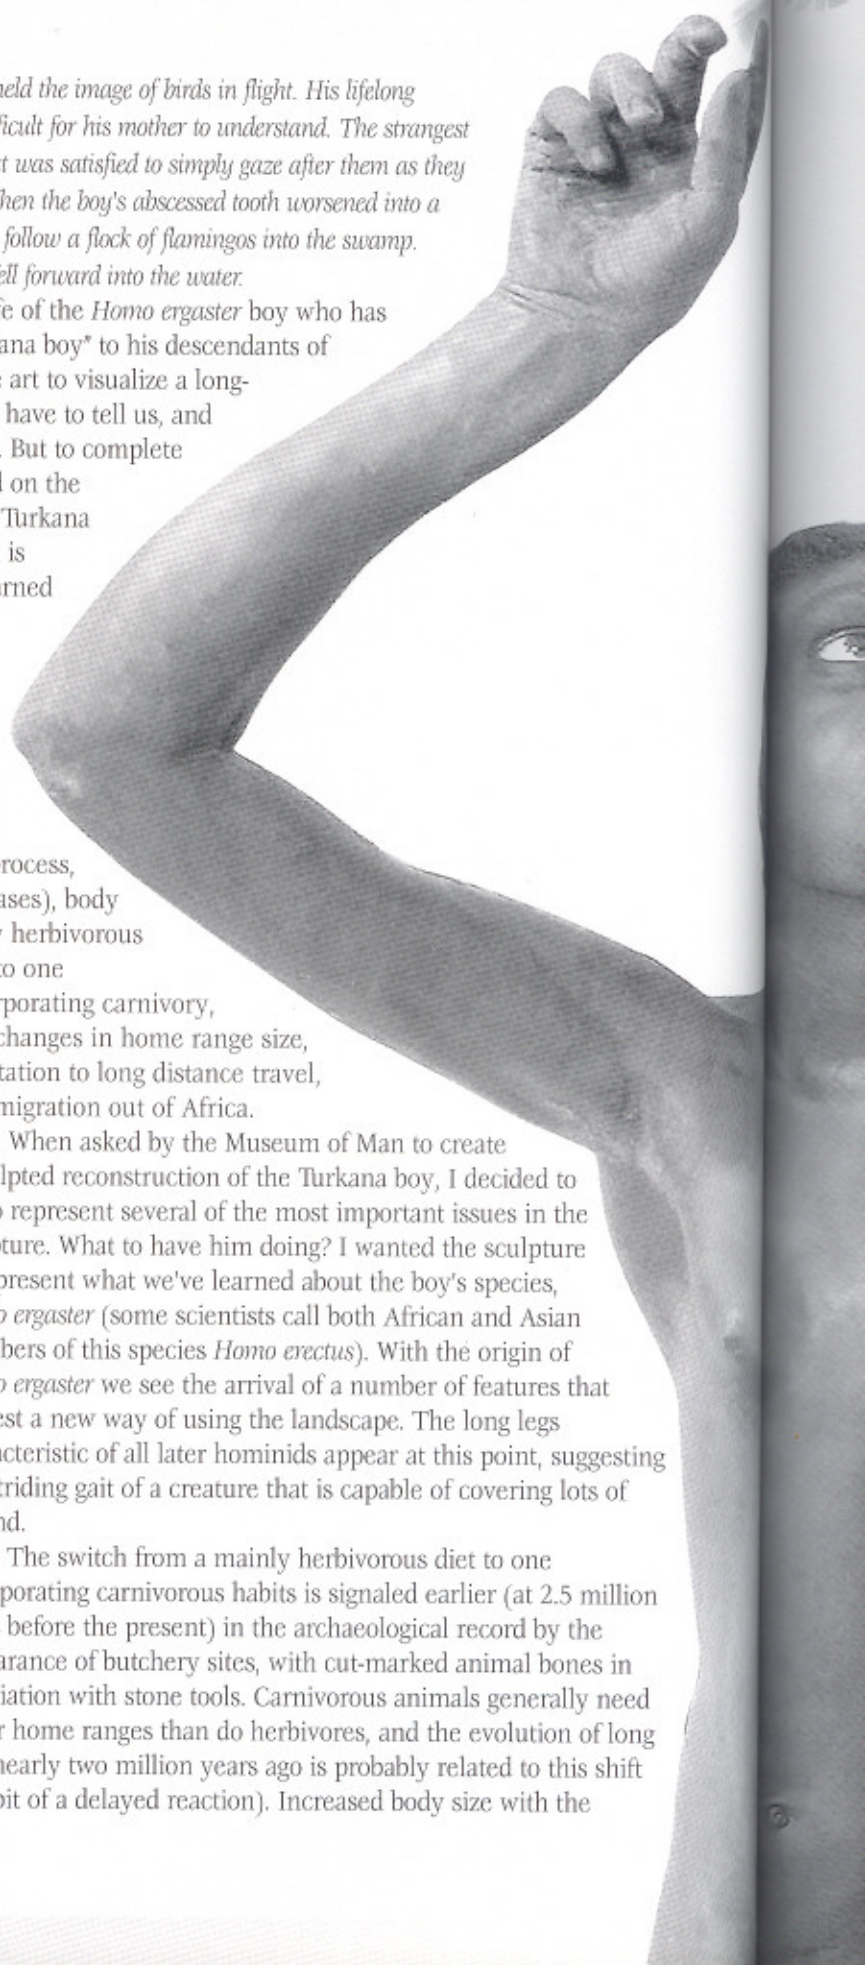 held the image of birds in flight. His lifelong
ficult for his mother to understand. The strangest
t was satisfied to simply gaze after them as they
hen the boy's abscessed tooth worsened into a
follow a flock of flamingos into the swamp.
ell forward into the water.
fe of the Homo ergaster boy who has
ana boy" to his descendants of
art to visualize a long-
have to tell us, and
. But to complete
d on the
Turkana
is
arned
rocess,
ases), body
y herbivorous
to one
rporating carnivory,
changes in home range size,
tation to long distance travel,
migration out of Africa.
When asked by the Museum of Man to create
lpted reconstruction of the Turkana boy, I decided to
o represent several of the most important issues in the
ture. What to have him doing? I wanted the sculpture
present what we've learned about the boy's species,
o ergaster (some scientists call both African and Asian
bers of this species Homo erectus). With the origin of
o ergaster we see the arrival of a number of features that
est a new way of using the landscape. The long legs
acteristic of all later hominids appear at this point, suggesting
triding gait of a creature that is capable of covering lots of
nd.
The switch from a mainly herbivorous diet to one
porating carnivorous habits is signaled earlier (at 2.5 million
before the present) in the archaeological record by the
arance of butchery sites, with cut-marked animal bones in
iation with stone tools. Carnivorous animals generally need
r home ranges than do herbivores, and the evolution of long
nearly two million years ago is probably related to this shift
bit of a delayed reaction). Increased body size with the